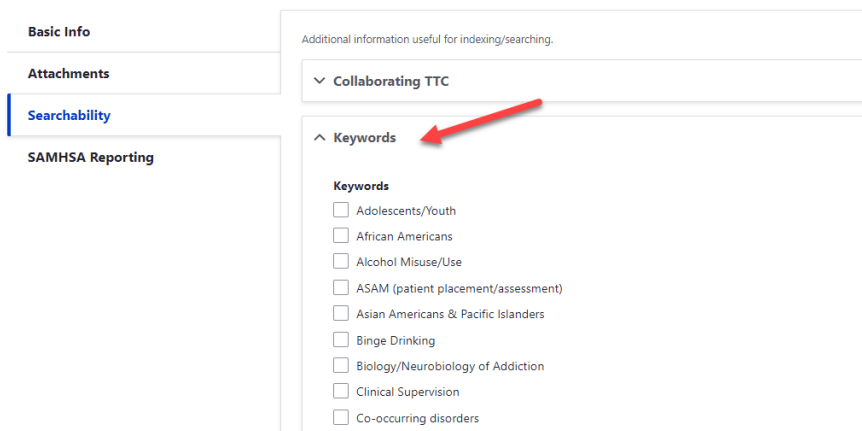 Basic Info
Attachments
Searchability
SAMHSA Reporting
Additional information useful for indexing/searching.
Collaborating TTC
Keywords
Keywords
Adolescents/Youth
African Americans
Alcohol Misuse/Use
ASAM (patient placement/assessment)
Asian Americans & Pacific Islanders
Binge Drinking
Biology/Neurobiology of Addiction
Clinical Supervision
Co-occurring disorders